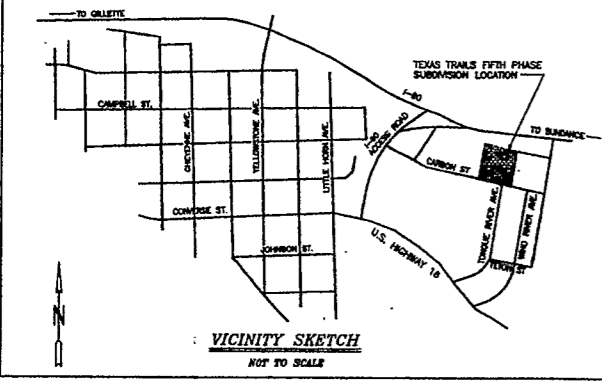 TO GILLETTE
TEXAS TRAILS FIFTH PHASE
SUBDIVISION LOCATION
I-90
CAMPBELL ST.
CHEYENNE AVE.
YELLOWSTONE AVE.
LITTLE HORN AVE.
I-90
ACCESS ROAD
TO SUNDANCE
CARBON ST
CONVERSE ST.
U.S. HIGHWAY 16
TONGUE RIVER AVE.
WIND RIVER AVE.
JOHNSON ST.
TETON ST
N
VICINITY SKETCH
NOT TO SCALE